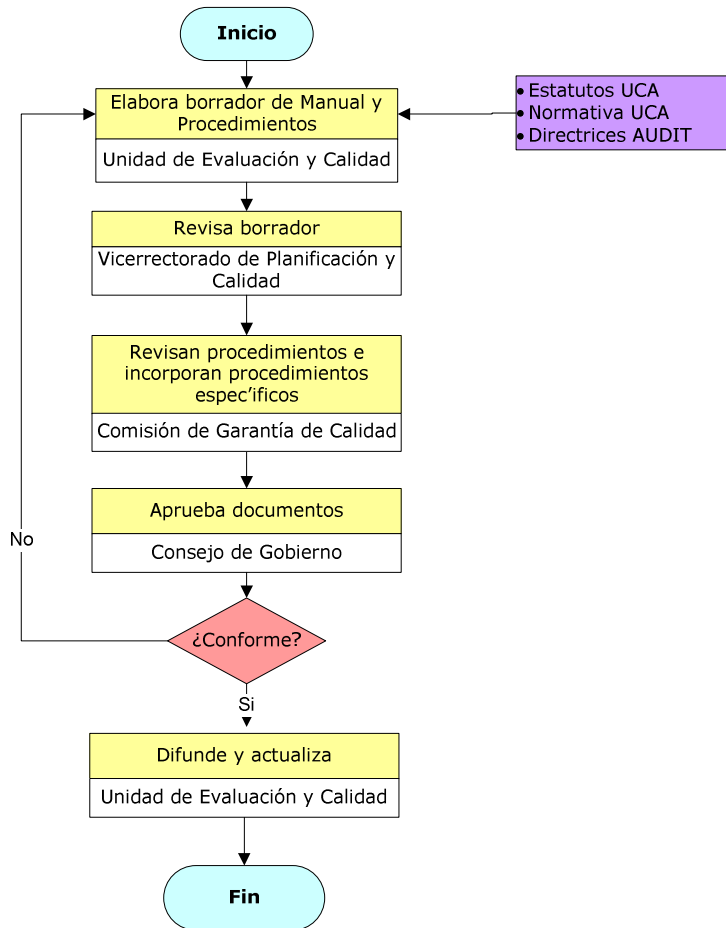 Inicio
Elabora borrador de Manual y
Procedimientos
Unidad de Evaluación y Calidad
• Estatutos UCA
• Normativa UCA
• Directrices AUDIT
Revisa borrador
Vicerrectorado de Planificación y
Calidad
Revisan procedimientos e
incorporan procedimientos
espec’ificos
Comisión de Garantía de Calidad
Aprueba documentos
Consejo de Gobierno
No
¿Conforme?
Si
Difunde y actualiza
Unidad de Evaluación y Calidad
Fin